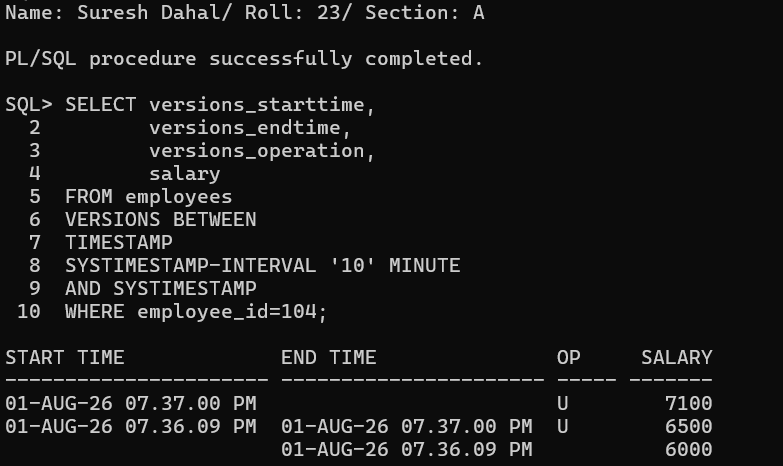 Name: Suresh Dahal/ Roll: 23/ Section: A
PL/SQL procedure successfully completed.
SQL> SELECT versions_starttime,
2 versions_endtime,
3 versions_operation,
4 salary
5 FROM employees
6 VERSIONS BETWEEN
7 TIMESTAMP
8 SYSTIMESTAMP-INTERVAL '10' MINUTE
9 AND SYSTIMESTAMP
10 WHERE employee_id=104;
START TIME END TIME OP SALARY
---------------------- ---------------------- ----- -------
01-AUG-26 07.37.00 PM U 7100
01-AUG-26 07.36.09 PM 01-AUG-26 07.37.00 PM U 6500
01-AUG-26 07.36.09 PM 6000